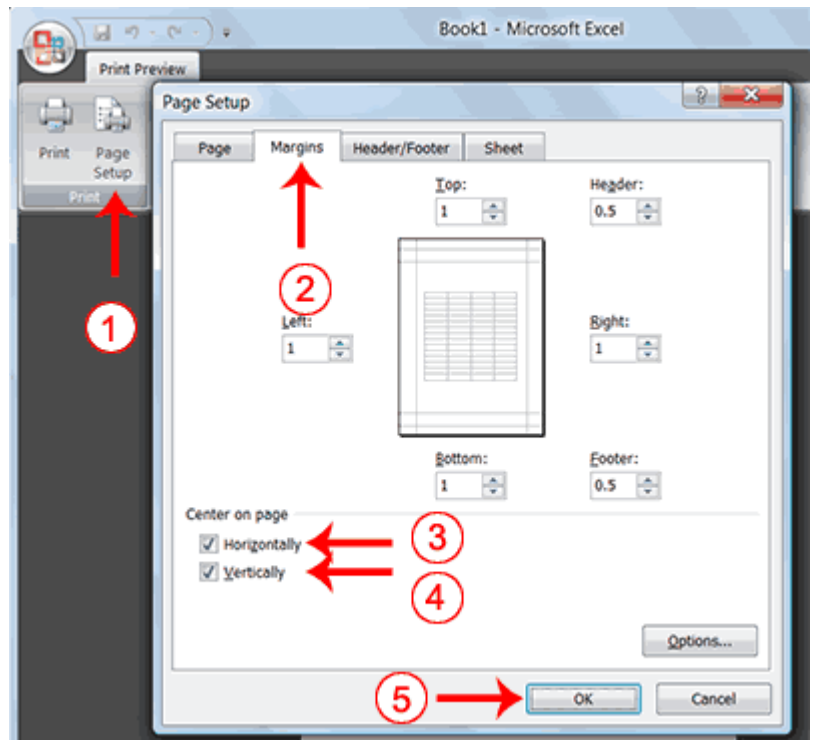 Book1 - Microsoft Excel
Print Preview
Print
Page Setup
Print
Page Setup
Page Margins Header/Footer Sheet
Top:
1
Header:
0.5
Left:
1
Right:
1
Bottom:
1
Footer:
0.5
Center on page
Horizontally
Vertically
Options...
OK
Cancel
1
2
3
4
5